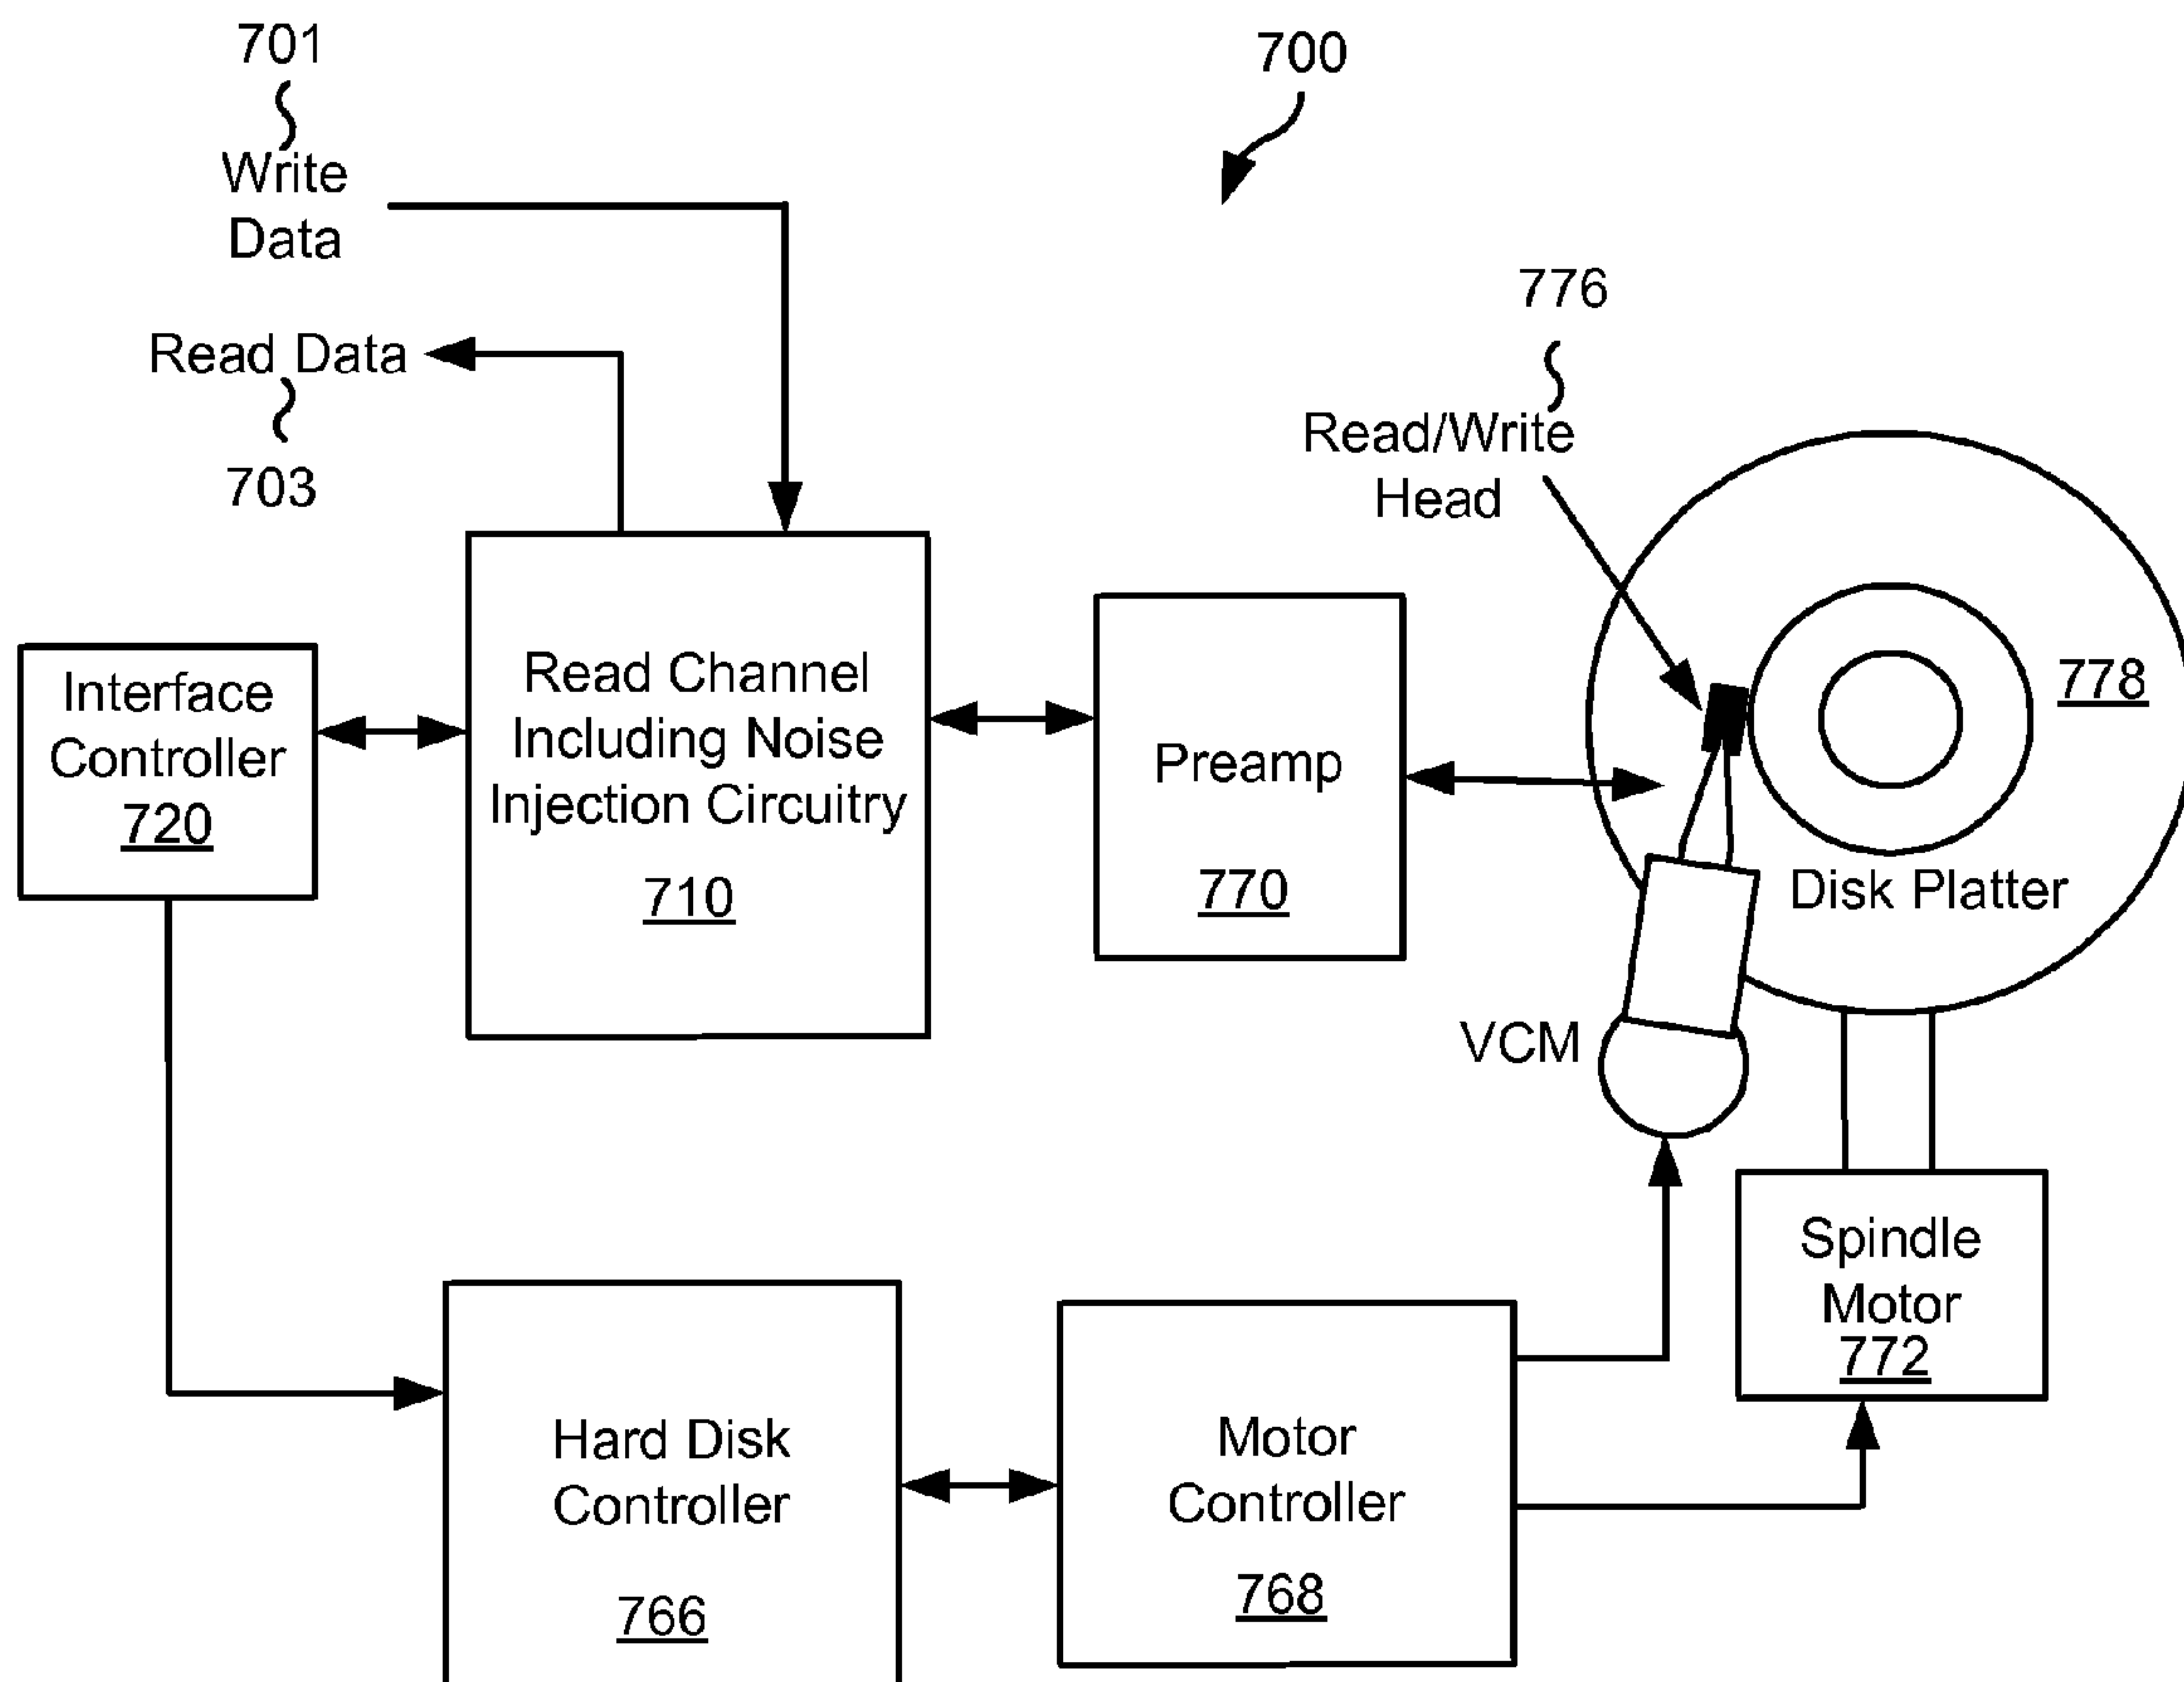 701
Write
Data
700
Read Data
703
776
Read/Write
Head
Interface
Controller
720
Read Channel
Including Noise
Injection Circuitry
710
Preamp
770
778
Disk Platter
VCM
Spindle
Motor
772
Hard Disk
Controller
766
Motor
Controller
768